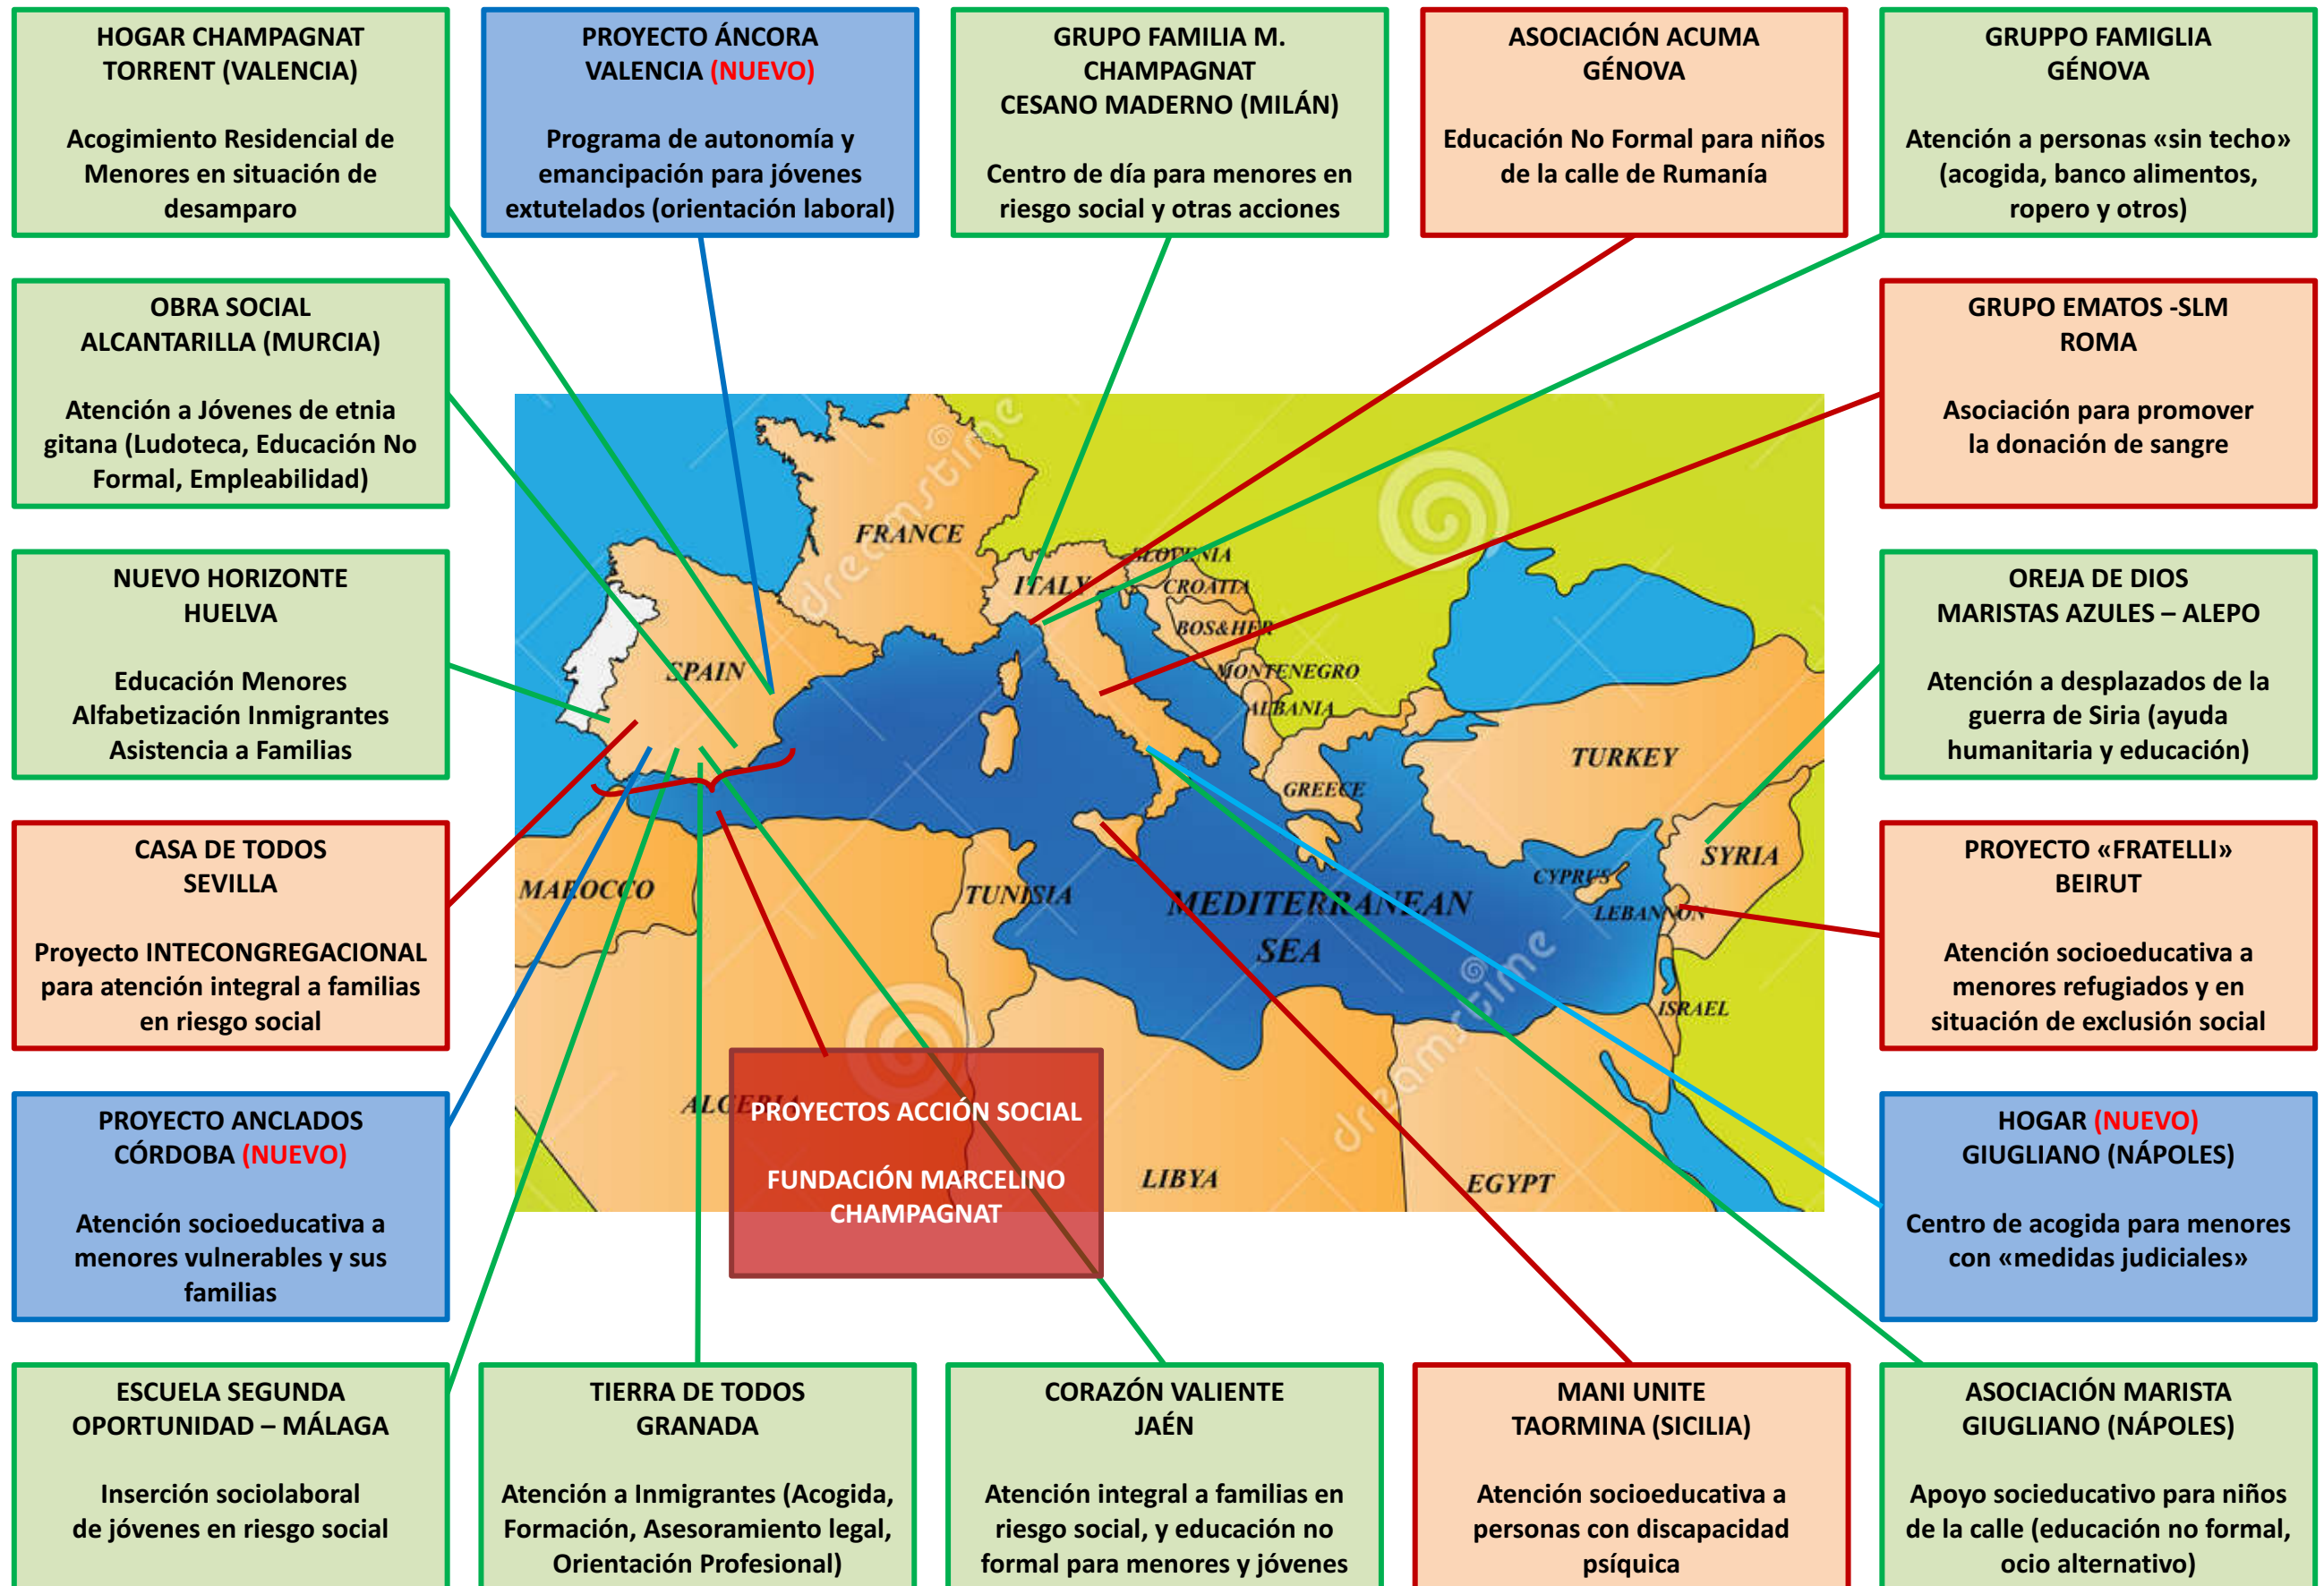 HOGAR CHAMPAGNAT
TORRENT (VALENCIA)
Acogimiento Residencial de
Menores en situación de
desamparo
PROYECTO ÁNCORA
VALENCIA (NUEVO)
Programa de autonomía y
emancipación para jóvenes
extutelados (orientación laboral)
GRUPO FAMILIA M.
CHAMPAGNAT
CESANO MADERNO (MILÁN)
Centro de día para menores en
riesgo social y otras acciones
ASOCIACIÓN ACUMA
GÉNOVA
Educación No Formal para niños
de la calle de Rumanía
GRUPPO FAMIGLIA
GÉNOVA
Atención a personas «sin techo»
(acogida, banco alimentos,
ropero y otros)
OBRA SOCIAL
ALCANTARILLA (MURCIA)
Atención a Jóvenes de etnia
gitana (Ludoteca, Educación No
Formal, Empleabilidad)
GRUPO EMATOS -SLM
ROMA
Asociación para promover
la donación de sangre
NUEVO HORIZONTE
HUELVA
Educación Menores
Alfabetización Inmigrantes
Asistencia a Familias
OREJA DE DIOS
MARISTAS AZULES – ALEPO
Atención a desplazados de la
guerra de Siria (ayuda
humanitaria y educación)
CASA DE TODOS
SEVILLA
Proyecto INTECONGREGACIONAL
para atención integral a familias
en riesgo social
PROYECTO «FRATELLI»
BEIRUT
Atención socioeducativa a
menores refugiados y en
situación de exclusión social
PROYECTO ANCLADOS
CÓRDOBA (NUEVO)
Atención socioeducativa a
menores vulnerables y sus
familias
HOGAR (NUEVO)
GIUGLIANO (NÁPOLES)
Centro de acogida para menores
con «medidas judiciales»
FRANCE
SLOVENIA
ITALY
CROATIA
BOS&HER
SPAIN
MONTENEGRO
ALBANIA
TURKEY
GREECE
SYRIA
CYPRUS
MAROCCO
TUNISIA
MEDITERRANEAN
SEA
LEBANNON
ISRAEL
ALGERIA
LIBYA
EGYPT
dreamstime
dreamstime
dreamstime
PROYECTOS ACCIÓN SOCIAL
FUNDACIÓN MARCELINO
CHAMPAGNAT
ESCUELA SEGUNDA
OPORTUNIDAD – MÁLAGA
Inserción sociolaboral
de jóvenes en riesgo social
TIERRA DE TODOS
GRANADA
Atención a Inmigrantes (Acogida,
Formación, Asesoramiento legal,
Orientación Profesional)
CORAZÓN VALIENTE
JAÉN
Atención integral a familias en
riesgo social, y educación no
formal para menores y jóvenes
MANI UNITE
TAORMINA (SICILIA)
Atención socioeducativa a
personas con discapacidad
psíquica
ASOCIACIÓN MARISTA
GIUGLIANO (NÁPOLES)
Apoyo socieducativo para niños
de la calle (educación no formal,
ocio alternativo)